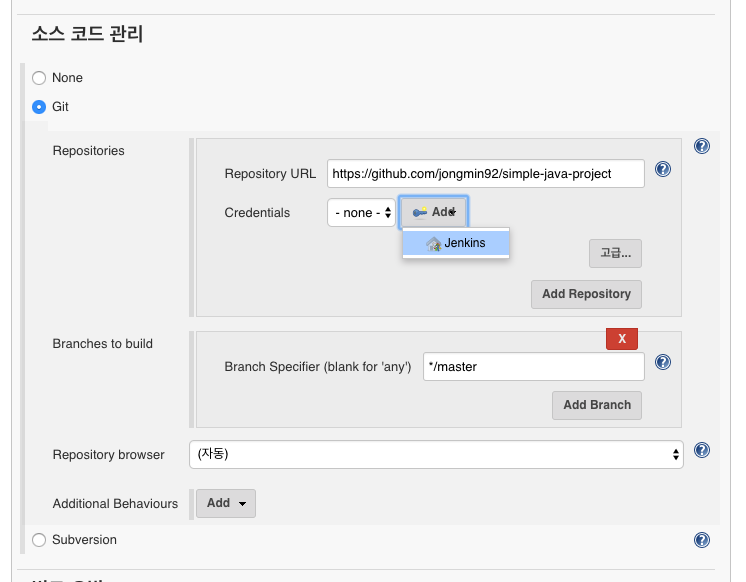 소스 코드 관리
None
Git
Repositories
Repository URL https://github.com/jongmin92/simple-java-project
Credentials - none - Add
Jenkins
고급...
Add Repository
Branches to build
X
Branch Specifier (blank for 'any') */master
Add Branch
Repository browser (자동)
Additional Behaviours Add
Subversion